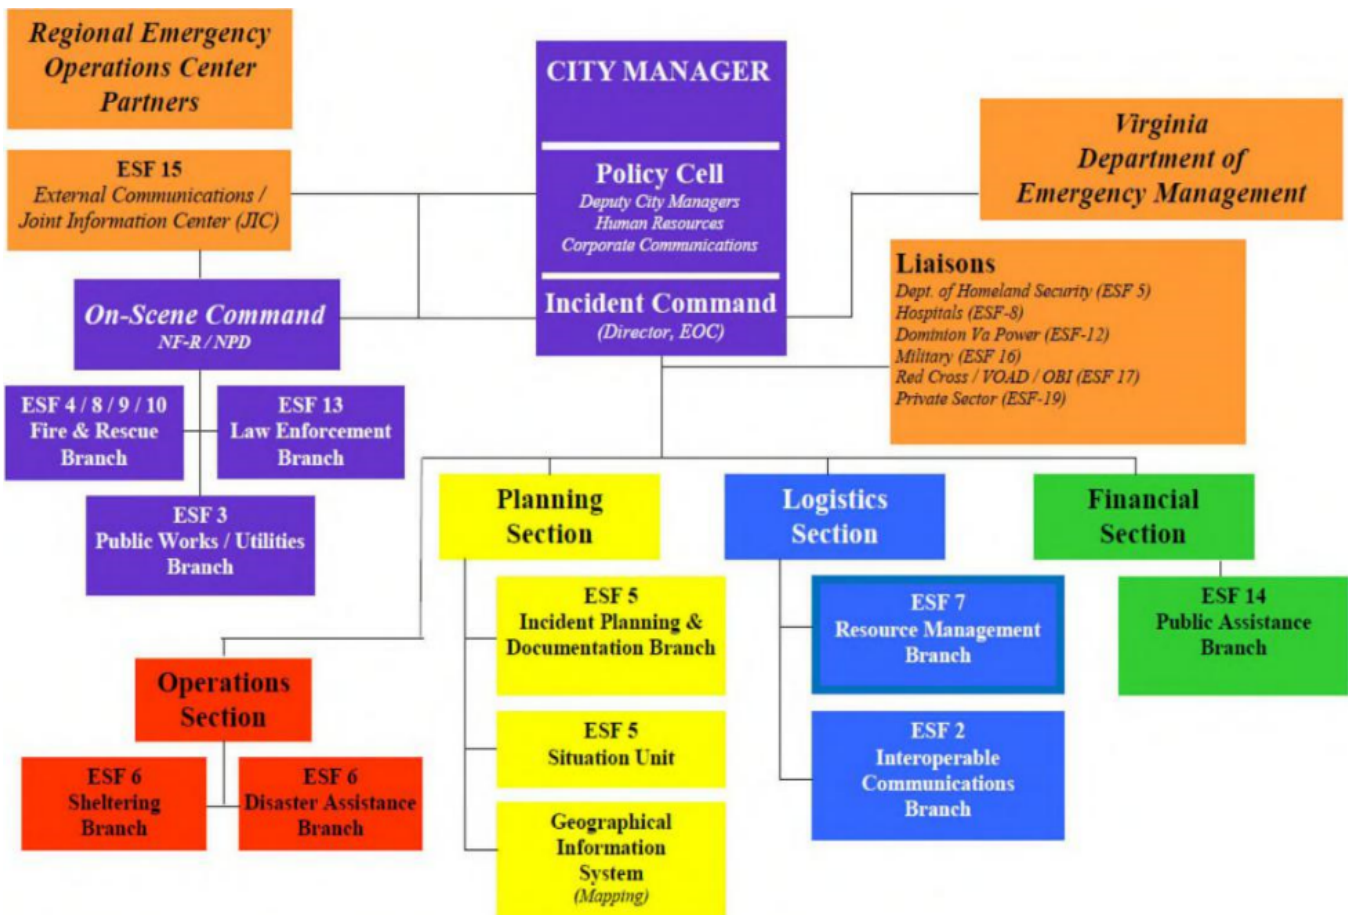 Regional Emergency
Operations Center
Partners
CITY MANAGER
Policy Cell
Deputy City Managers
Human Resources
Corporate Communications
Incident Command
(Director, EOC)
Virginia
Department of
Emergency Management
ESF 15
External Communications /
Joint Information Center (JIC)
Liaisons
Dept. of Homeland Security (ESF 5)
Hospitals (ESF-8)
Dominion Va Power (ESF-12)
Military (ESF 16)
Red Cross / VOAD / OBI (ESF 17)
Private Sector (ESF-19)
On-Scene Command
NF-R / NPD
ESF 4 / 8 / 9 / 10
Fire & Rescue
Branch
ESF 13
Law Enforcement
Branch
ESF 3
Public Works / Utilities
Branch
Planning
Section
Logistics
Section
Financial
Section
ESF 5
Incident Planning &
Documentation Branch
ESF 7
Resource Management
Branch
ESF 14
Public Assistance
Branch
Operations
Section
ESF 5
Situation Unit
ESF 2
Interoperable
Communications
Branch
ESF 6
Sheltering
Branch
ESF 6
Disaster Assistance
Branch
Geographical
Information
System
(Mapping)